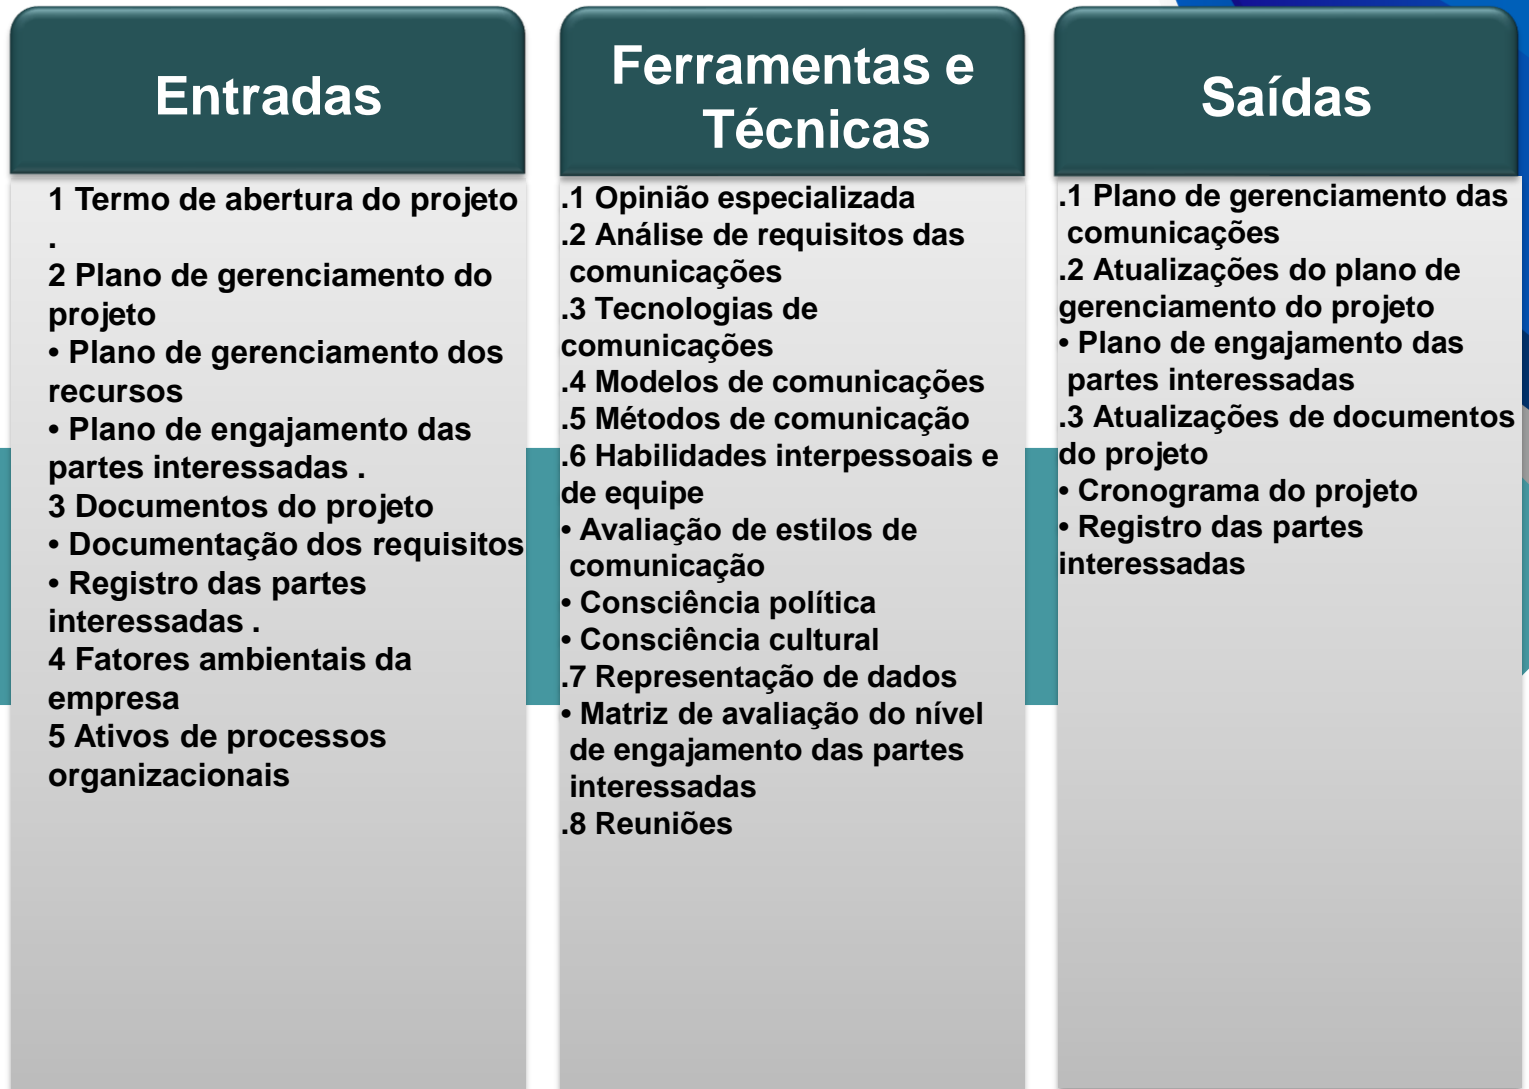 Entradas
1 Termo de abertura do projeto
.
2 Plano de gerenciamento do
projeto
• Plano de gerenciamento dos
recursos
• Plano de engajamento das
partes interessadas .
3 Documentos do projeto
• Documentação dos requisitos
• Registro das partes
interessadas .
4 Fatores ambientais da
empresa
5 Ativos de processos
organizacionais
Ferramentas e
Técnicas
.1 Opinião especializada
.2 Análise de requisitos das
comunicações
.3 Tecnologias de
comunicações
.4 Modelos de comunicações
.5 Métodos de comunicação
.6 Habilidades interpessoais e
de equipe
• Avaliação de estilos de
comunicação
• Consciência política
• Consciência cultural
.7 Representação de dados
• Matriz de avaliação do nível
de engajamento das partes
interessadas
.8 Reuniões
Saídas
.1 Plano de gerenciamento das
comunicações
.2 Atualizações do plano de
gerenciamento do projeto
• Plano de engajamento das
partes interessadas
.3 Atualizações de documentos
do projeto
• Cronograma do projeto
• Registro das partes
interessadas